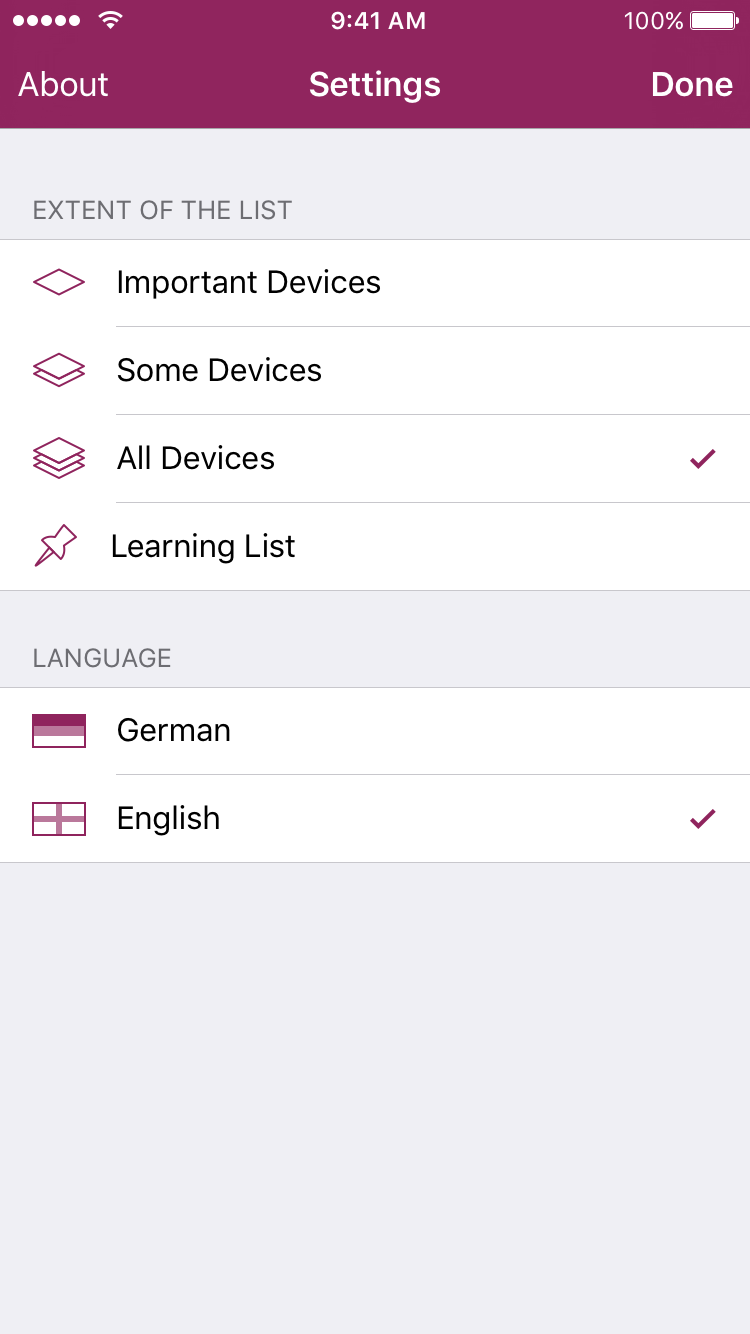 9:41 AM 100%
About Settings Done
EXTENT OF THE LIST
Important Devices
Some Devices
All Devices
Learning List
LANGUAGE
German
English